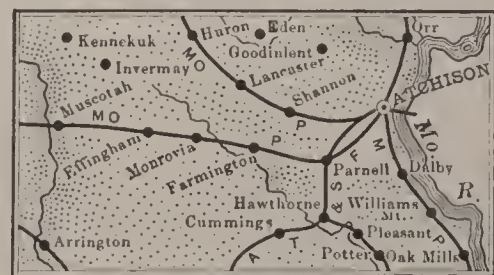 Kennekuk
Huron
Eden
Orr
Goodintent
Invermay
MO
Lancaster
Shannon
ATCHISON
Muscotah
MO
P
P
Mo
Effingham
Monrovia
Farmington
P
P
Parnell
F
M
Dalby
R
Hawthorne
S
&
Williams
Mt.
Cummings
Pleasant
P
Arrington
A
T
Potter
Oak Mills